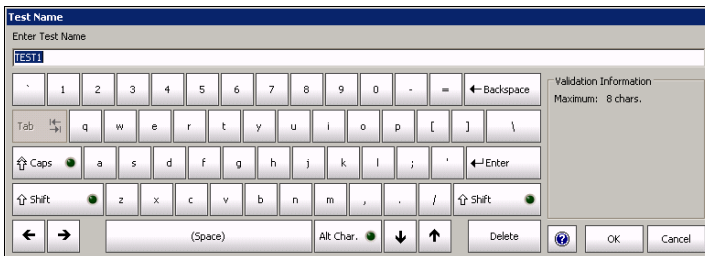 Test Name
Enter Test Name
TEST1
` 1 2 3 4 5 6 7 8 9 0 - = Backspace
Validation Information
Maximum: 8 chars.
Tab q w e r t y u i o p [ ] \
Caps a s d f g h j k l ; ' Enter
Shift z x c v b n m , . / Shift
(Space) Alt Char. Delete
? OK Cancel